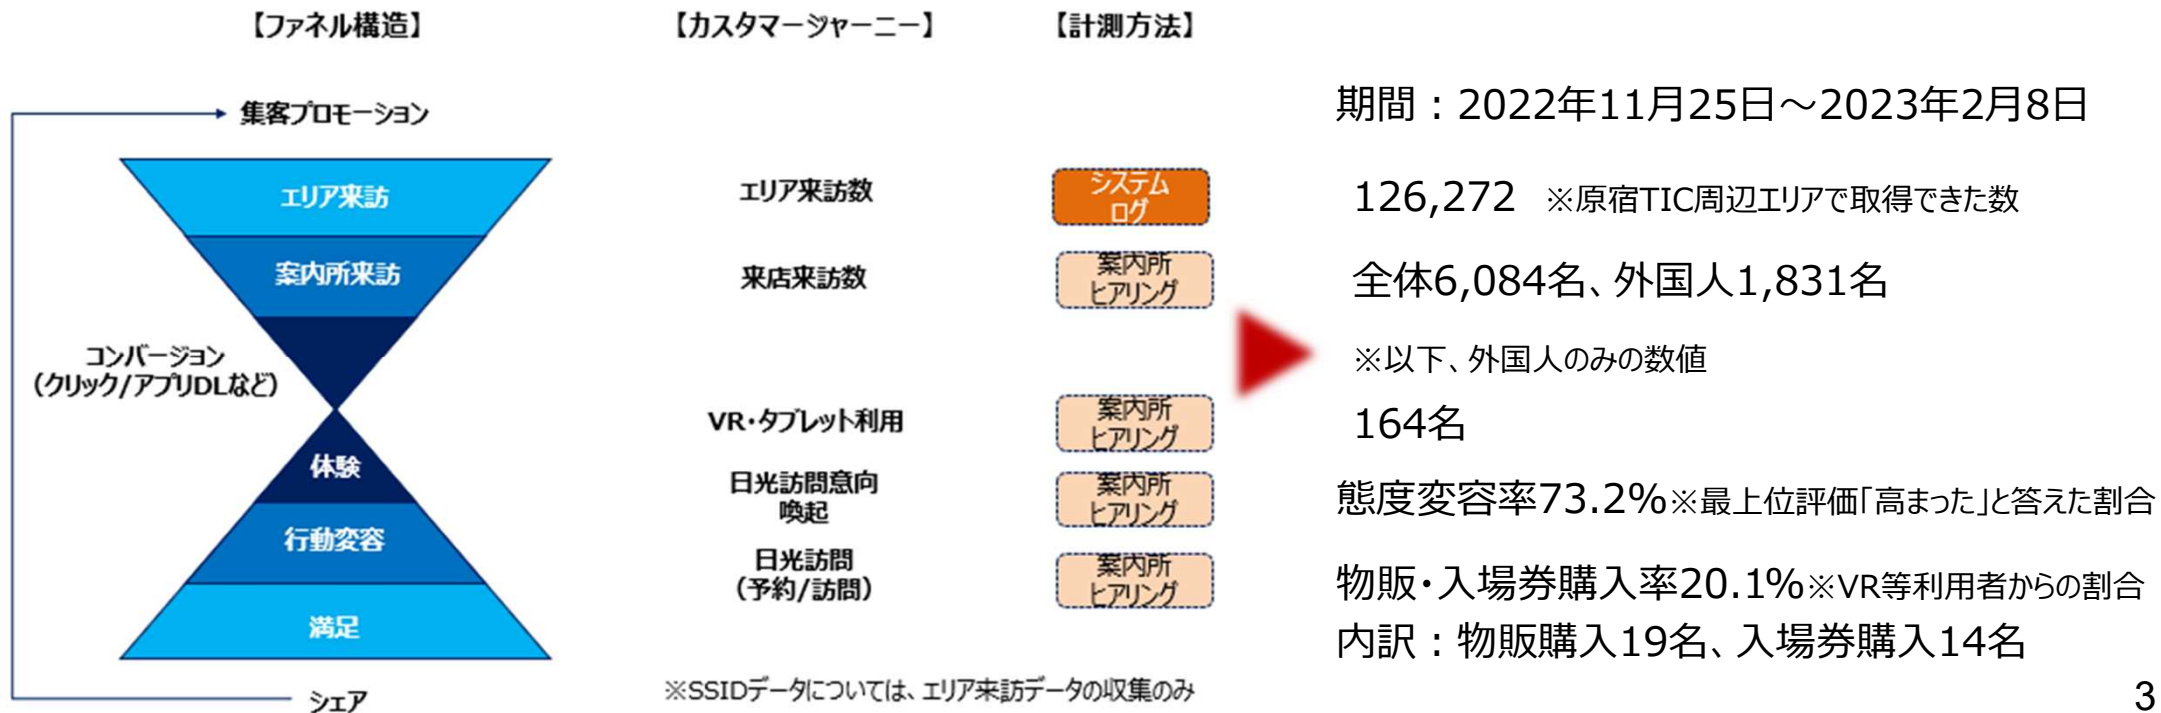 【ファネル構造】
【カスタマージャーニー】
【計測方法】
集客プロモーション
エリア来訪
案内所来訪
コンバージョン
（クリック/アプリDLなど）
体験
行動変容
満足
シェア
エリア来訪数
来店来訪数
VR・タブレット利用
日光訪問意向
喚起
日光訪問
（予約/訪問）
※SSIDデータについては、エリア来訪データの収集のみ
システム
ログ
案内所
ヒアリング
案内所
ヒアリング
案内所
ヒアリング
案内所
ヒアリング
期間：2022年11月25日～2023年2月8日
126,272 ※原宿TIC周辺エリアで取得できた数
全体6,084名、外国人1,831名
※以下、外国人のみの数値
164名
態度変容率73.2%※最上位評価「高まった」と答えた割合
物販・入場券購入率20.1%※VR等利用者からの割合
内訳：物販購入19名、入場券購入14名
3